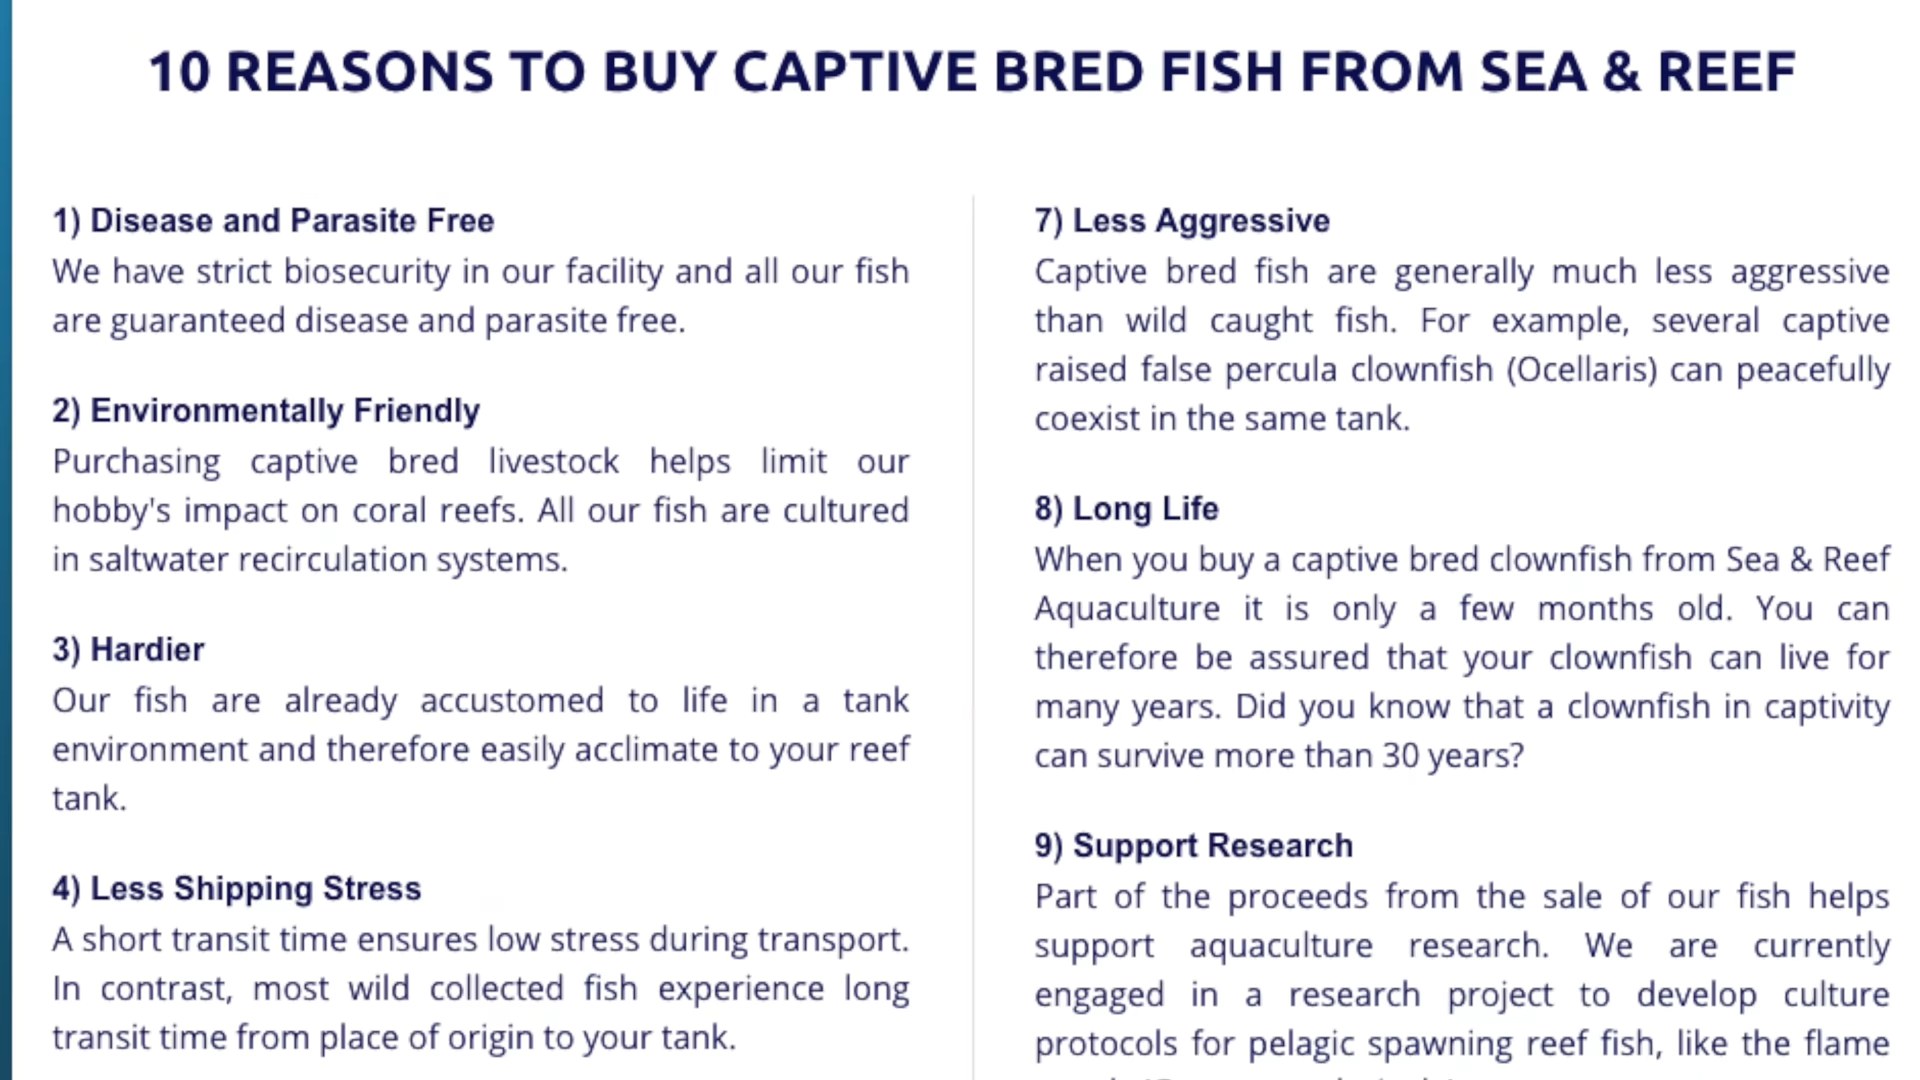 10 REASONS TO BUY CAPTIVE BRED FISH FROM SEA & REEF
1) Disease and Parasite Free
We have strict biosecurity in our facility and all our fish
are guaranteed disease and parasite free.
2) Environmentally Friendly
Purchasing captive bred livestock helps limit our
hobby's impact on coral reefs. All our fish are cultured
in saltwater recirculation systems.
3) Hardier
Our fish are already accustomed to life in a tank
environment and therefore easily acclimate to your reef
tank.
4) Less Shipping Stress
A short transit time ensures low stress during transport.
In contrast, most wild collected fish experience long
transit time from place of origin to your tank.
7) Less Aggressive
Captive bred fish are generally much less aggressive
than wild caught fish. For example, several captive
raised false percula clownfish (Ocellaris) can peacefully
coexist in the same tank.
8) Long Life
When you buy a captive bred clownfish from Sea & Reef
Aquaculture it is only a few months old. You can
therefore be assured that your clownfish can live for
many years. Did you know that a clownfish in captivity
can survive more than 30 years?
9) Support Research
Part of the proceeds from the sale of our fish helps
support aquaculture research. We are currently
engaged in a research project to develop culture
protocols for pelagic spawning reef fish, like the flame